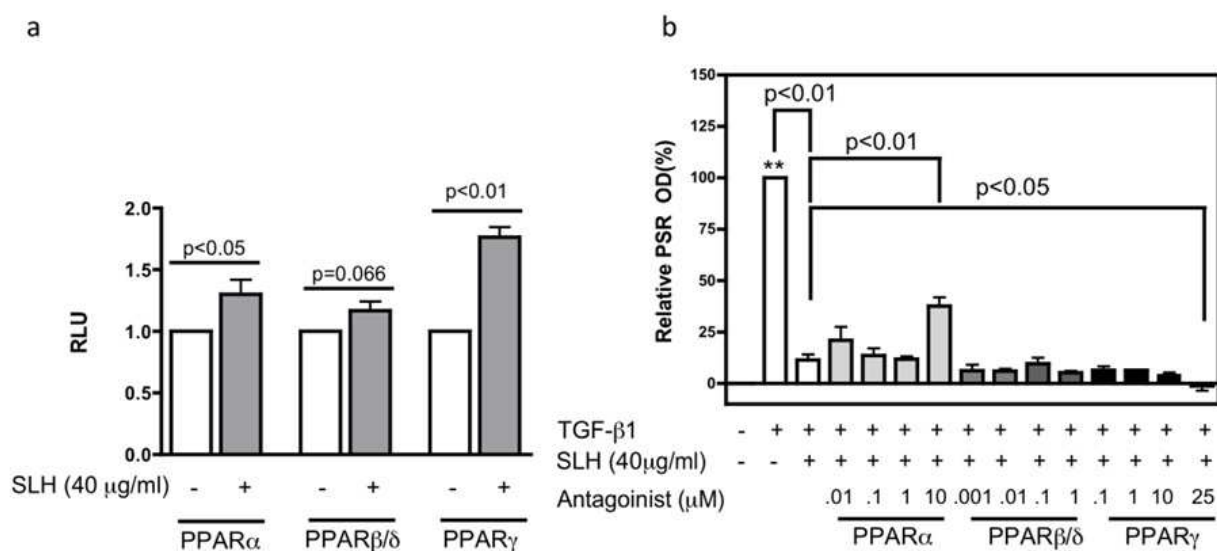 a
p<0.05
p=0.066
p<0.01
2.0
1.5
1.0
0.5
0.0
RLU
SLH (40 μg/ml) - + - + - +
PPARα PPARβ/δ PPARγ
b
150
125
100
75
50
25
0
Relative PSR OD(%)
p<0.01
p<0.01
p<0.05
**
TGF-β1 - + + + + + + + + + + + + + +
SLH (40μg/ml) - - + + + + + + + + + + + + +
Antagoinist (μM) .01 .1 1 10 .001 .01 .1 1 .1 1 10 25
PPARα PPARβ/δ PPARγ